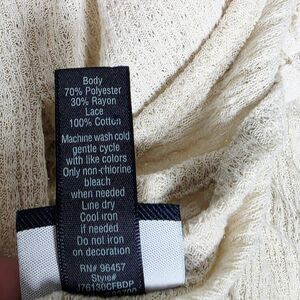 Body
70% Polyester
30% Rayon
Lace
100% Cotton
Machine wash cold
gentle cycle
with like colors
Only non-chlorine
bleach
when needed
Line dry
Cool iron
if needed
Do not iron
on decoration
RN# 96457
Style#
J76130CFBDP